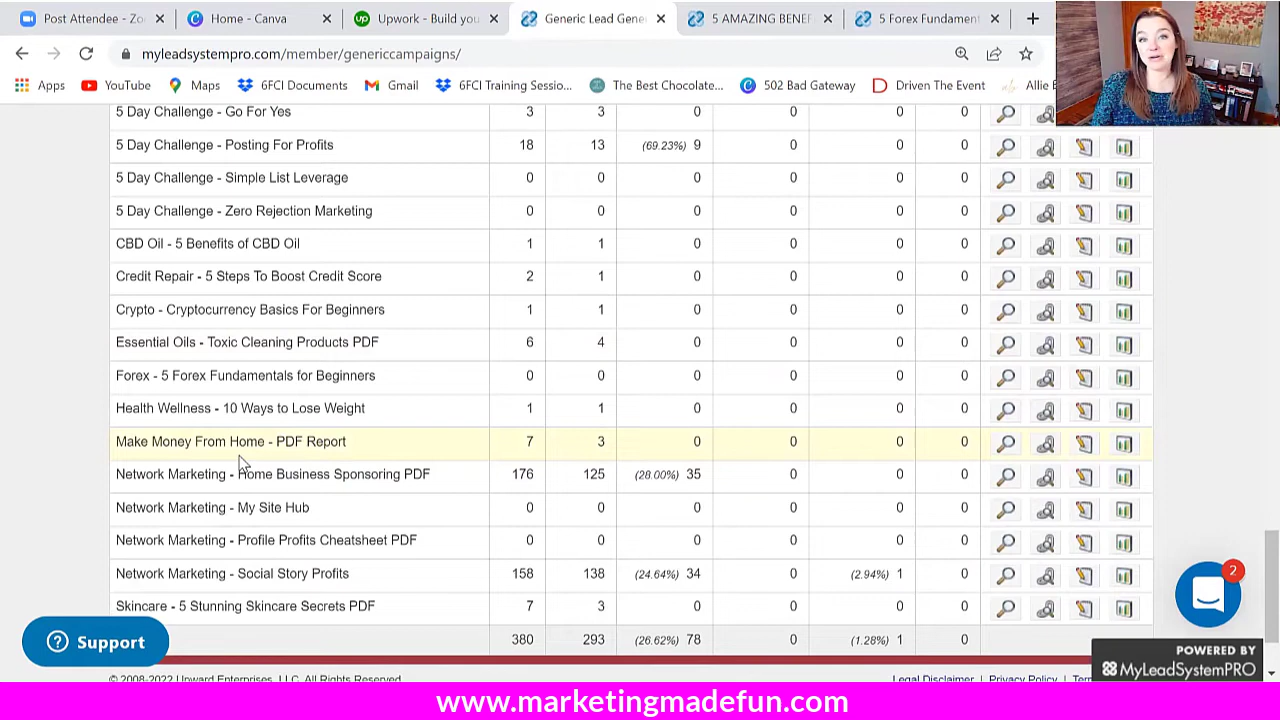 Post Attendee - Zo
Home - Canva
Upwork - Build you
Generic Lead Gene
5 AMAZING BENEF
5 Forex Fundament
myleadsystempro.com/member/genericcampaigns
Apps
YouTube
Maps
6FCI Documents
Gmail
6FCI Training Sessio...
The Best Chocolate...
502 Bad Gateway
Driven The Event
Allie B
5 Day Challenge - Go For Yes 3 3 0 0 0 0
5 Day Challenge - Posting For Profits 18 13 (69.23%) 9 0 0 0
5 Day Challenge - Simple List Leverage 0 0 0 0 0 0
5 Day Challenge - Zero Rejection Marketing 0 0 0 0 0 0
CBD Oil - 5 Benefits of CBD Oil 1 1 0 0 0 0
Credit Repair - 5 Steps To Boost Credit Score 2 1 0 0 0 0
Crypto - Cryptocurrency Basics For Beginners 1 1 0 0 0 0
Essential Oils - Toxic Cleaning Products PDF 6 4 0 0 0 0
Forex - 5 Forex Fundamentals for Beginners 0 0 0 0 0 0
Health Wellness - 10 Ways to Lose Weight 1 1 0 0 0 0
Make Money From Home - PDF Report 7 3 0 0 0 0
Network Marketing - Home Business Sponsoring PDF 176 125 (28.00%) 35 0 0 0
Network Marketing - My Site Hub 0 0 0 0 0 0
Network Marketing - Profile Profits Cheatsheet PDF 0 0 0 0 0 0
Network Marketing - Social Story Profits 158 138 (24.64%) 34 (2.94%) 1 0
Skincare - 5 Stunning Skincare Secrets PDF 7 3 0 0 0 0
380 293 (26.62%) 78 (1.28%) 1 0
2
Support
POWERED BY
MyLeadSystemPRO
© 2008-2022 Upward Enterprises, LLC. All Rights Reserved.
Legal Disclaimer Privacy Policy Term
www.marketingmadefun.com